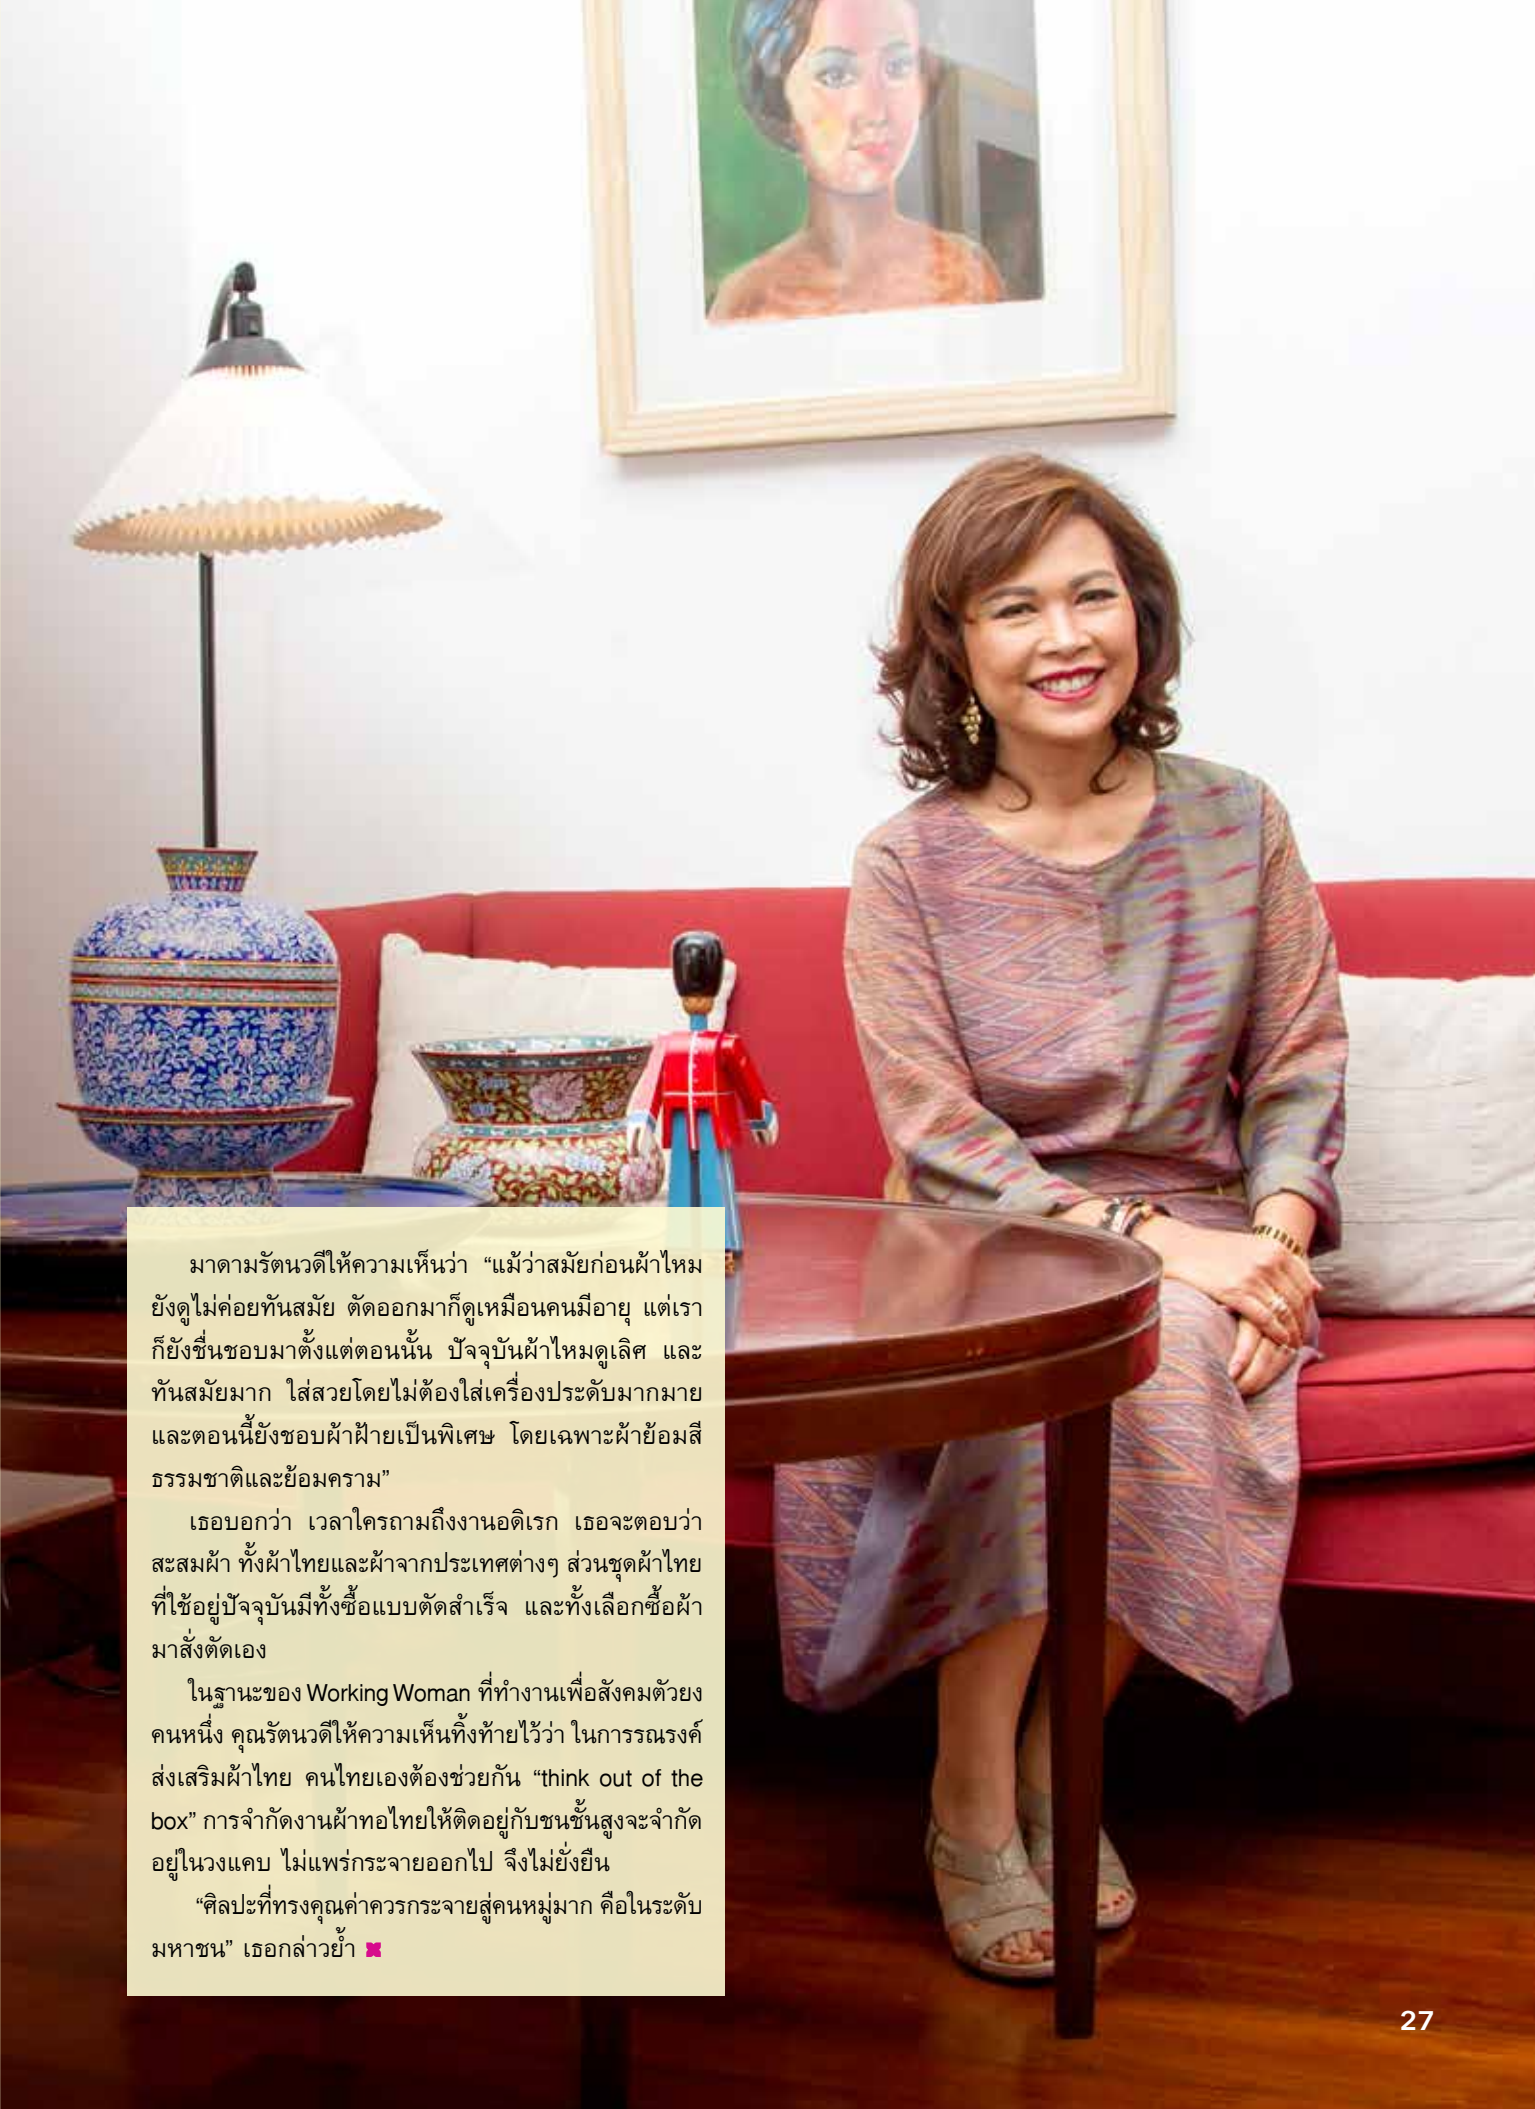 มาดามรัตนวดีให้ความเห็นว่า “แม้ว่าสมัยก่อนผ้าไหม
ยังดูไม่ค่อยทันสมัย ตัดออกมาก็ดูเหมือนคนมีอายุ แต่เรา
ก็ยังชื่นชอบมาตั้งแต่ตอนนั้น ปัจจุบันผ้าไหมดูเลิศ และ
ทันสมัยมาก ใส่สวยโดยไม่ต้องใส่เครื่องประดับมากมาย
และตอนนี้ยังชอบผ้าฝ้ายเป็นพิเศษ โดยเฉพาะผ้าย้อมสี
ธรรมชาติและย้อมคราม”
เธอบอกว่า เวลาใครถามถึงงานอดิเรก เธอจะตอบว่า
สะสมผ้า ทั้งผ้าไทยและผ้าจากประเทศต่างๆ ส่วนชุดผ้าไทย
ที่ใช้อยู่ปัจจุบันมีทั้งซื้อแบบตัดสำเร็จ และทั้งเลือกซื้อผ้า
มาสั่งตัดเอง
ในฐานะของ Working Woman ที่ทำงานเพื่อสังคมตัวยง
คนหนึ่ง คุณรัตนวดีให้ความเห็นทิ้งท้ายไว้ว่า ในการรณรงค์
ส่งเสริมผ้าไทย คนไทยเองต้องช่วยกัน “think out of the
box” การจำกัดงานผ้าทอไทยให้ติดอยู่กับชนชั้นสูงจะจำกัด
อยู่ในวงแคบ ไม่แพร่กระจายออกไป จึงไม่ยั่งยืน
“ศิลปะที่ทรงคุณค่าควรกระจายสู่คนหมู่มาก คือในระดับ
มหาชน” เธอกล่าวย้ำ
27